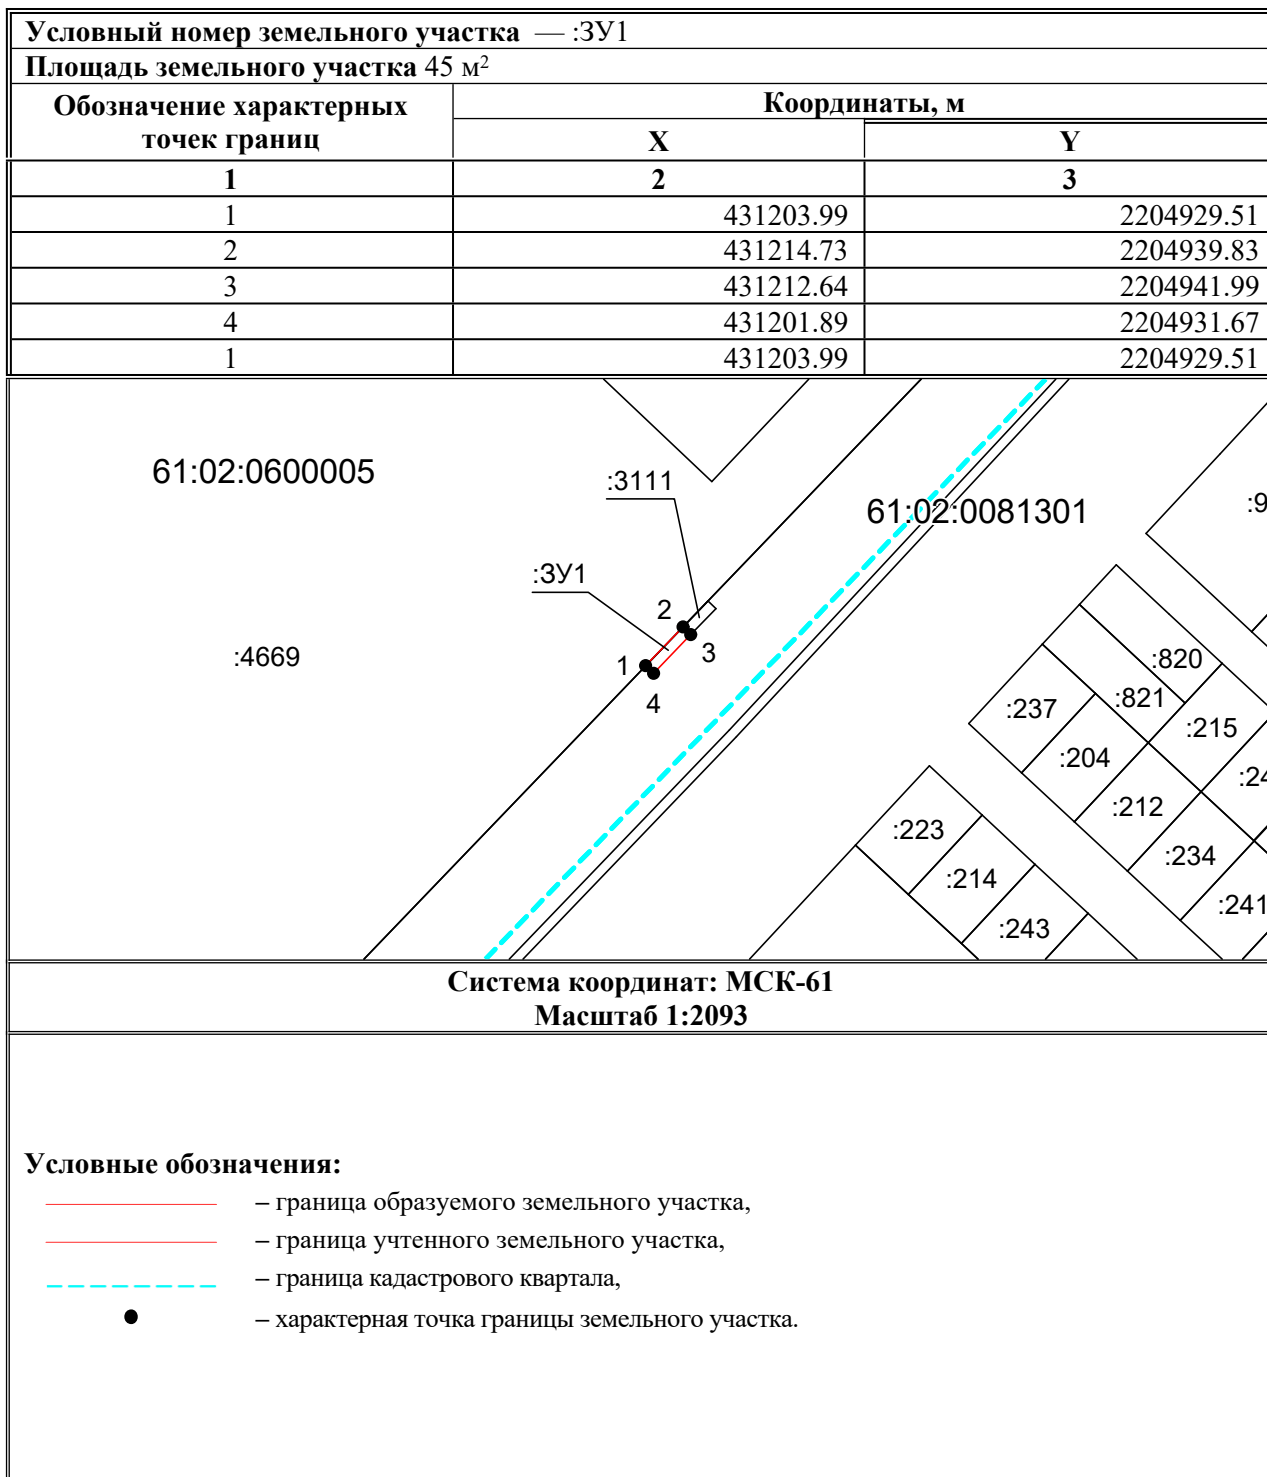 Условный номер земельного участка — :ЗУ1
Площадь земельного участка 45 м²
Обозначение характерных точек границ
Координаты, м
X
Y
1 2 3
1 431203.99 2204929.51
2 431214.73 2204939.83
3 431212.64 2204941.99
4 431201.89 2204931.67
1 431203.99 2204929.51
61:02:0600005
:3111
61:02:0081301
:9
:ЗУ1
2
1
3
4
:4669
:820
:821
:237
:215
:204
:24
:212
:223
:234
:214
:241
:243
Система координат: МСК-61
Масштаб 1:2093
Условные обозначения:
– граница образуемого земельного участка,
– граница учтенного земельного участка,
– граница кадастрового квартала,
– характерная точка границы земельного участка.